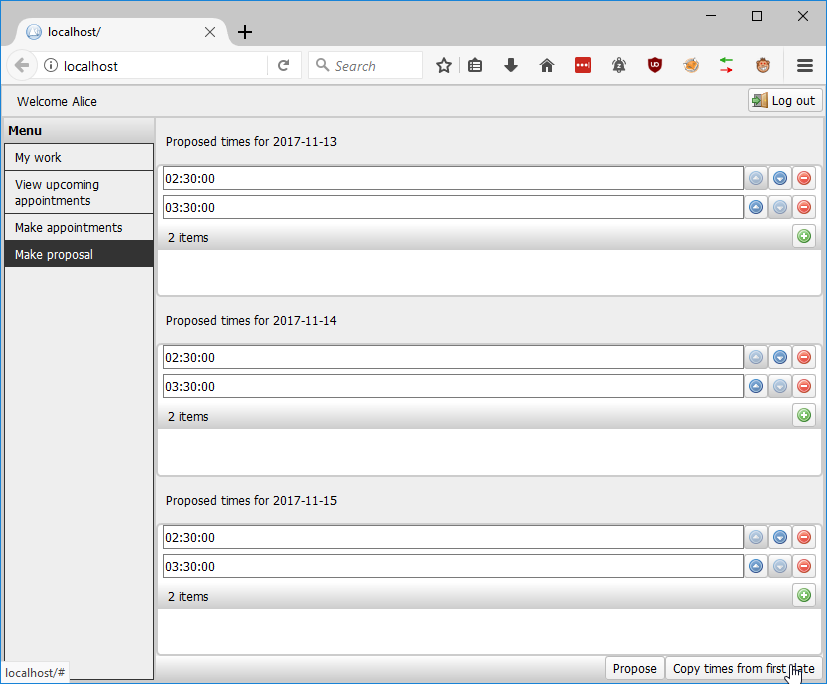 localhost/
localhost
Search
Welcome Alice
Log out
Menu
My work
View upcoming
appointments
Make appointments
Make proposal
Proposed times for 2017-11-13
02:30:00
03:30:00
2 items
Proposed times for 2017-11-14
02:30:00
03:30:00
2 items
Proposed times for 2017-11-15
02:30:00
03:30:00
2 items
Propose
Copy times from first date
localhost/#